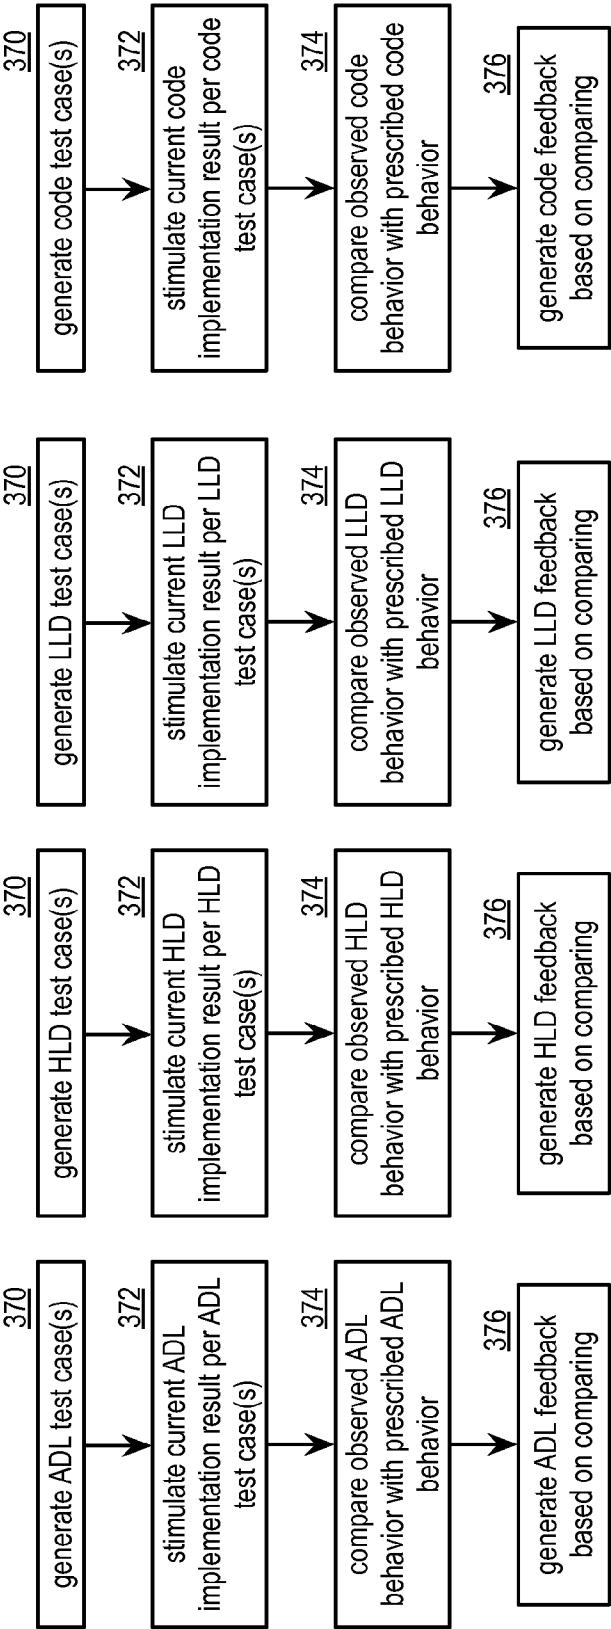 370
generate ADL test case(s)
372
stimulate current ADL
implementation result per ADL
test case(s)
374
compare observed ADL
behavior with prescribed ADL
behavior
376
generate ADL feedback
based on comparing
370
generate HLD test case(s)
372
stimulate current HLD
implementation result per HLD
test case(s)
374
compare observed HLD
behavior with prescribed HLD
behavior
376
generate HLD feedback
based on comparing
370
generate LLD test case(s)
372
stimulate current LLD
implementation result per LLD
test case(s)
374
compare observed LLD
behavior with prescribed LLD
behavior
376
generate LLD feedback
based on comparing
370
generate code test case(s)
372
stimulate current code
implementation result per code
test case(s)
374
compare observed code
behavior with prescribed code
behavior
376
generate code feedback
based on comparing